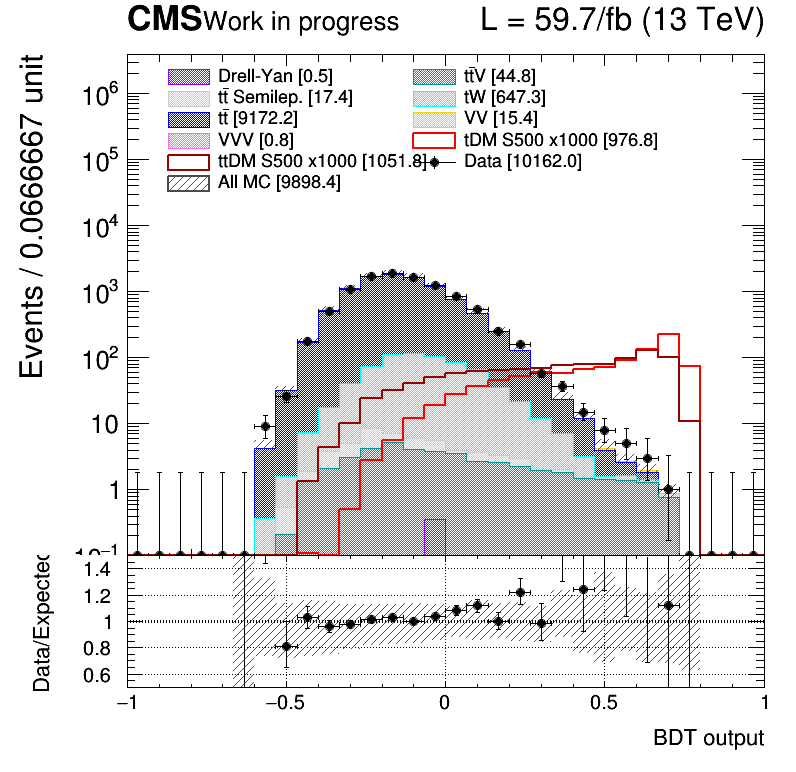 CMS Work in progress L = 59.7/fb (13 TeV)
Events / 0.0666667 unit
Drell-Yan [0.5] tt̄V [44.8]
tt̄ Semilep. [17.4] tW [647.3]
tt̄ [9172.2] VV [15.4]
VVV [0.8] tDM S500 x1000 [976.8]
ttDM S500 x1000 [1051.8] Data [10162.0]
All MC [9898.4]
10⁶
10⁵
10⁴
10³
10²
10
1
10⁻¹
Data/Expected
1.4
1.2
1
0.8
0.6
−1 −0.5 0 0.5 1
BDT output